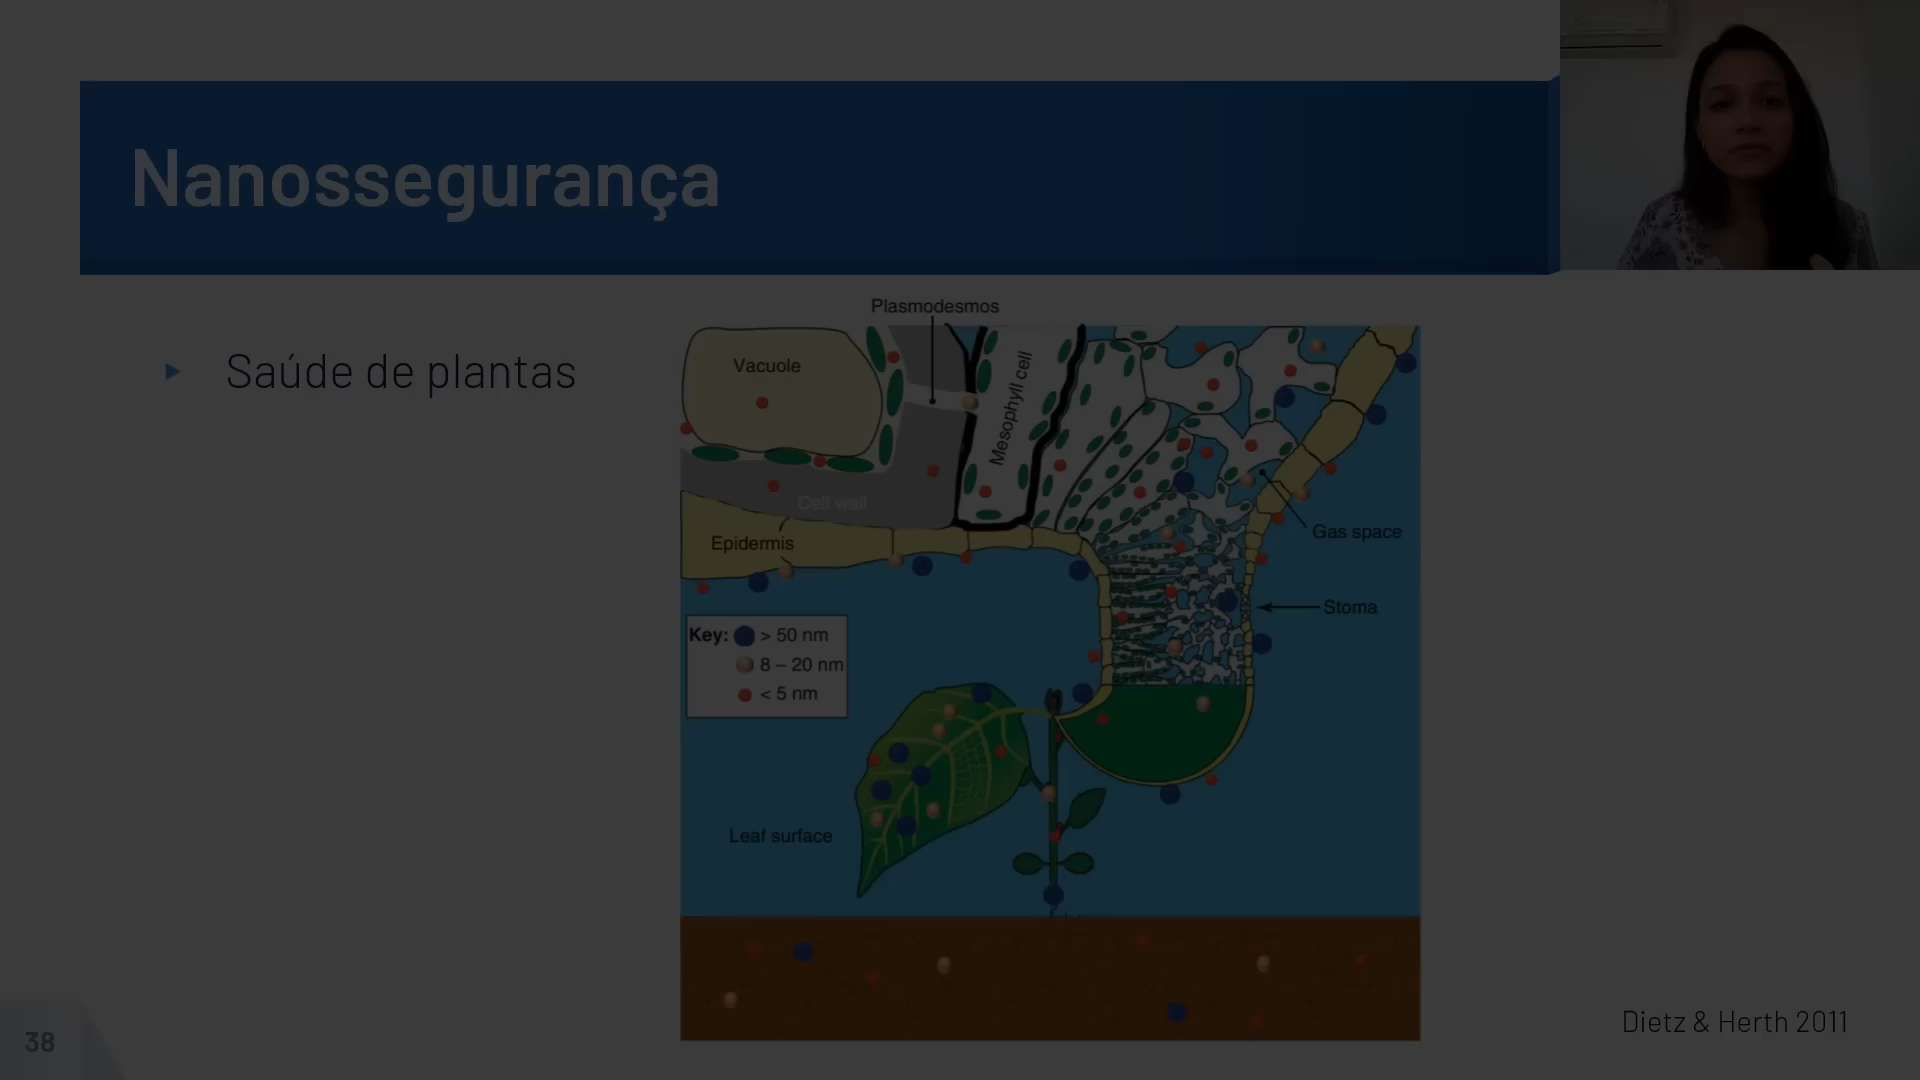 Nanossegurança
Saúde de plantas
Plasmodesmos
Vacuole
Mesophyll cell
Cell wall
Epidermis
Gas space
Stoma
Key: > 50 nm
8 – 20 nm
< 5 nm
Leaf surface
Dietz & Herth 2011
38